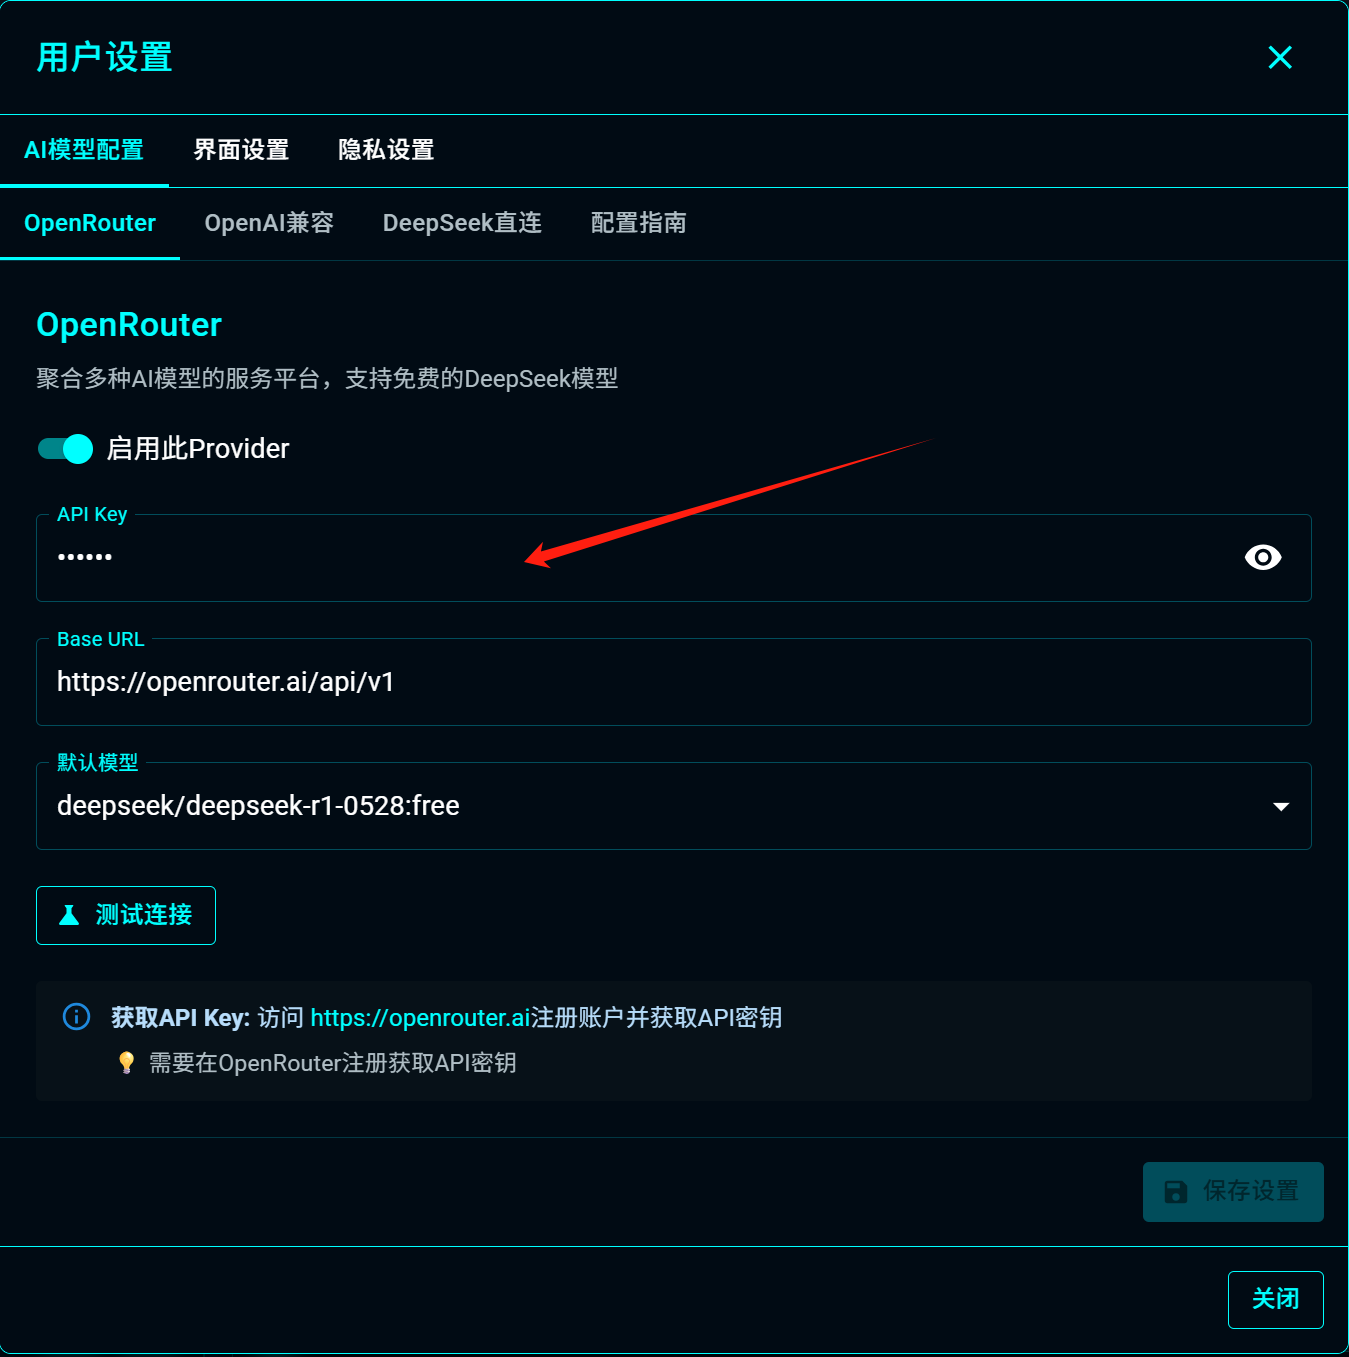 用户设置
AI模型配置 界面设置 隐私设置
OpenRouter OpenAI兼容 DeepSeek直连 配置指南
OpenRouter
聚合多种AI模型的服务平台，支持免费的DeepSeek模型
启用此Provider
API Key
••••••
Base URL
https://openrouter.ai/api/v1
默认模型
deepseek/deepseek-r1-0528:free
测试连接
获取API Key: 访问 https://openrouter.ai注册账户并获取API密钥
💡 需要在OpenRouter注册获取API密钥
保存设置
关闭